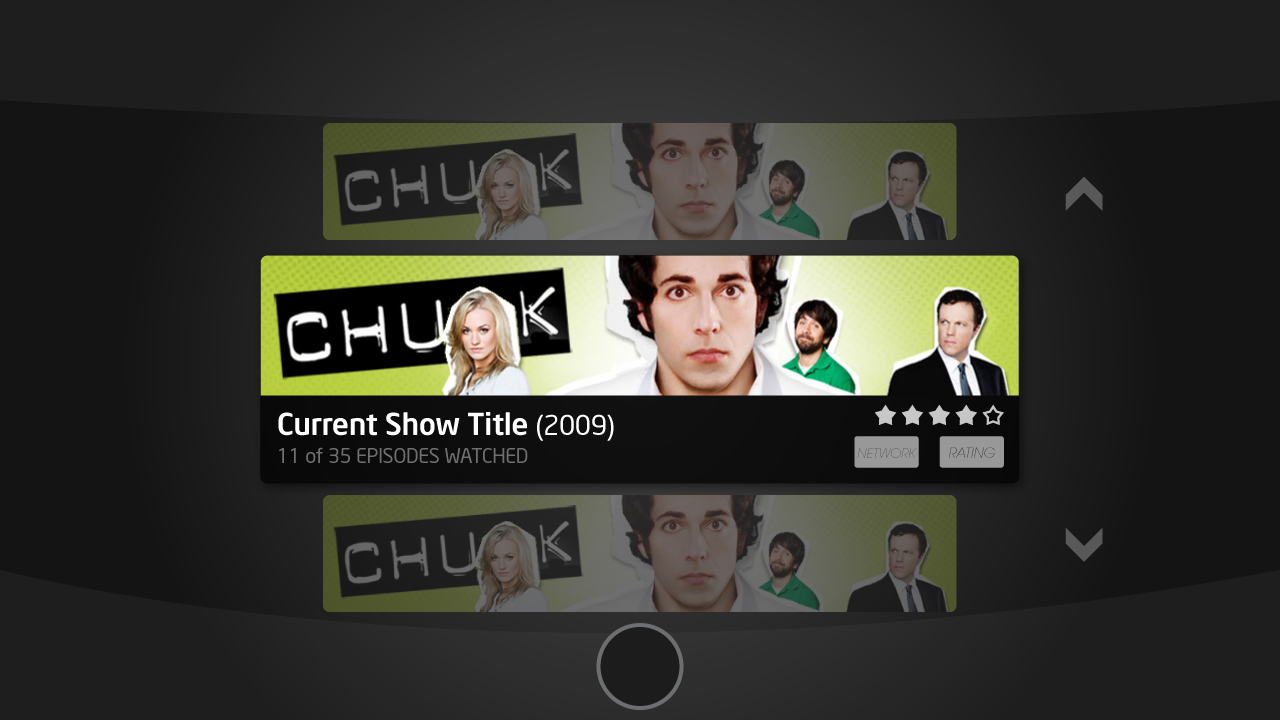 CHUCK
CHUCK
Current Show Title (2009)
11 of 35 EPISODES WATCHED
NETWORK
RATING
CHUCK